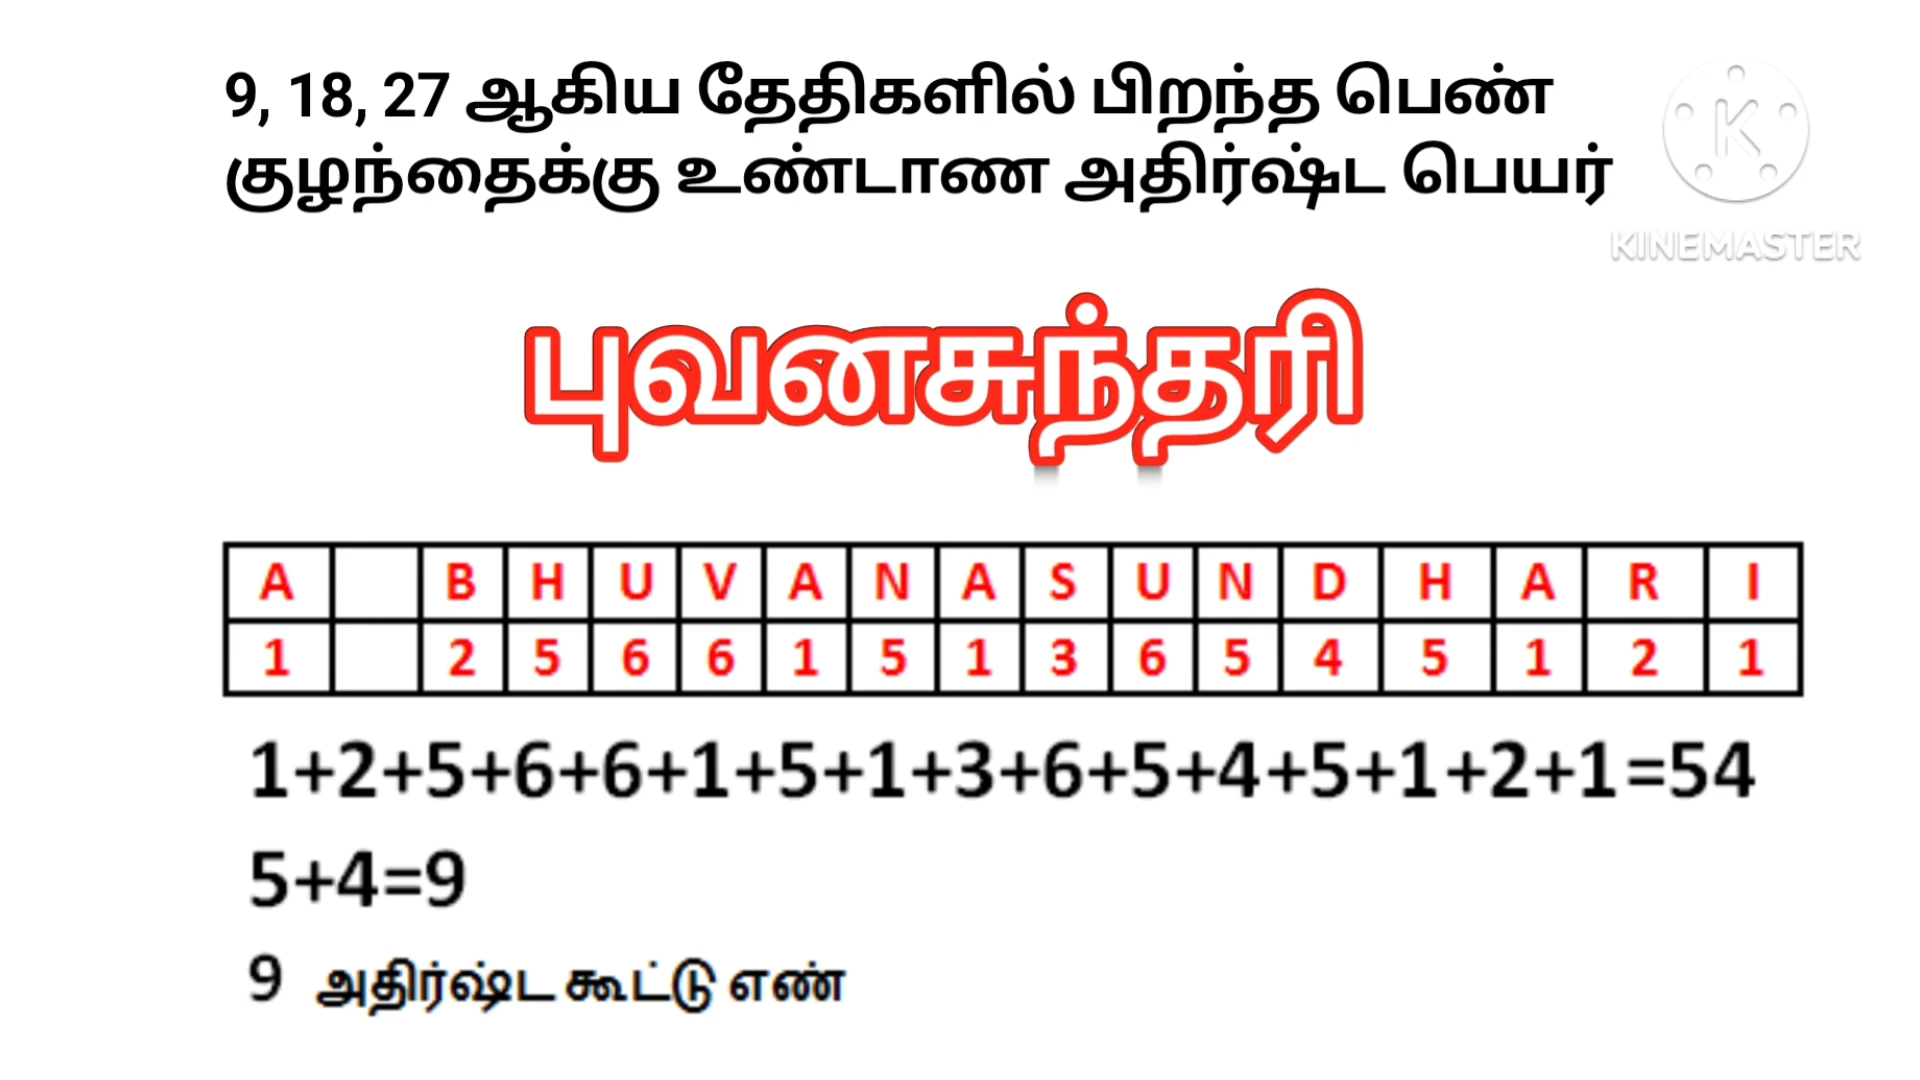 9, 18, 27 ஆகிய தேதிகளில் பிறந்த பெண்
குழந்தைக்கு உண்டாண அதிர்ஷ்ட பெயர்
K
KINEMASTER
புவனசுந்தரி
A B H U V A N A S U N D H A R I
1 2 5 6 6 1 5 1 3 6 5 4 5 1 2 1
1+2+5+6+6+1+5+1+3+6+5+4+5+1+2+1=54
5+4=9
9 அதிர்ஷ்ட கூட்டு எண்